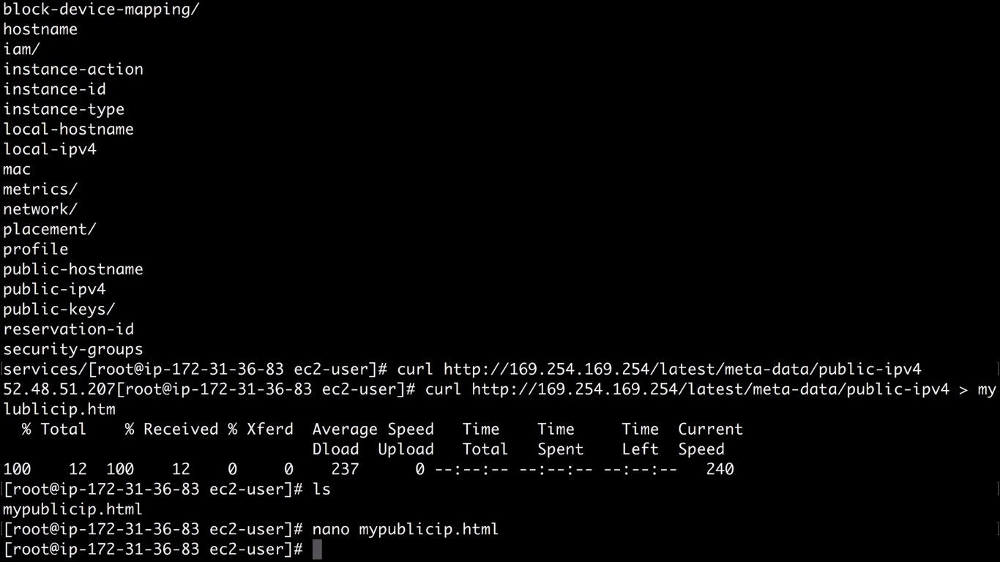 block-device-mapping/
hostname
iam/
instance-action
instance-id
instance-type
local-hostname
local-ipv4
mac
metrics/
network/
placement/
profile
public-hostname
public-ipv4
public-keys/
reservation-id
security-groups
services/[root@ip-172-31-36-83 ec2-user]# curl http://169.254.169.254/latest/meta-data/public-ipv4
52.48.51.207[root@ip-172-31-36-83 ec2-user]# curl http://169.254.169.254/latest/meta-data/public-ipv4 > my
lublicip.htm
% Total % Received % Xferd Average Speed Time Time Time Current
Dload Upload Total Spent Left Speed
100 12 100 12 0 0 237 0 --:--:-- --:--:-- --:--:-- 240
[root@ip-172-31-36-83 ec2-user]# ls
mypublicip.html
[root@ip-172-31-36-83 ec2-user]# nano mypublicip.html
[root@ip-172-31-36-83 ec2-user]#